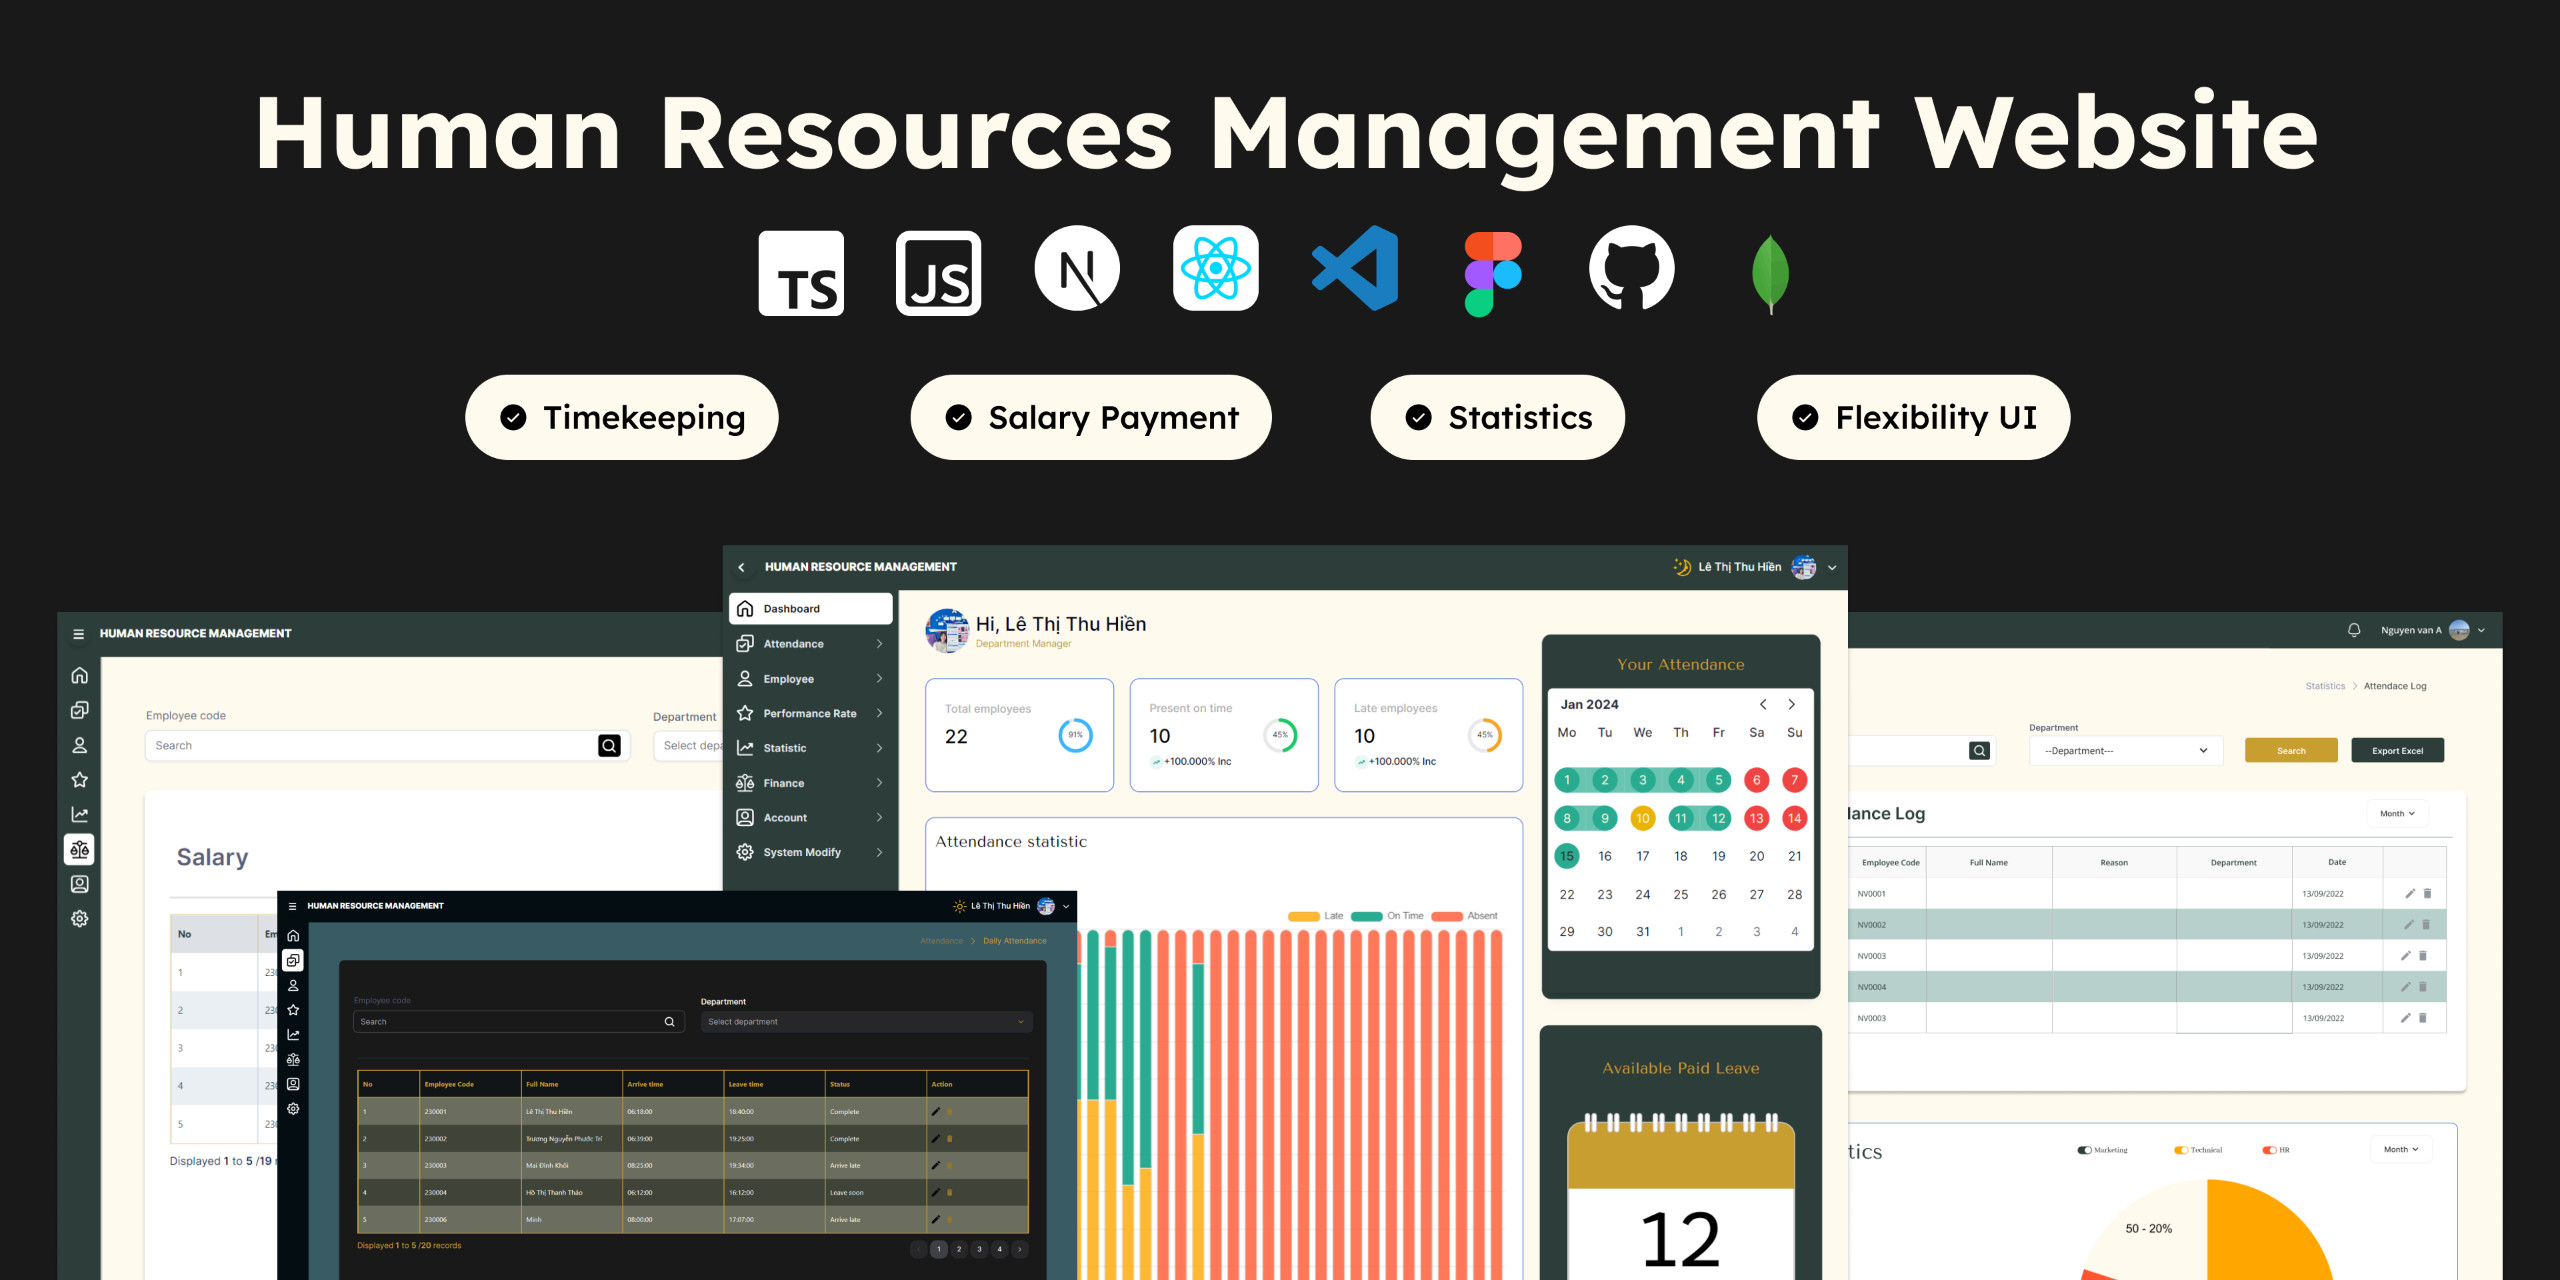 Human Resources Management Website
TS JS N
Timekeeping
Salary Payment
Statistics
Flexibility UI
HUMAN RESOURCE MANAGEMENT
Employee code
Search
Department
Salary
No
1
2
3
4
5
230
230
230
Displayed 1 to 5 /19
HUMAN RESOURCE MANAGEMENT
Lê Thị Thu Hiền
Dashboard
Attendance
Employee
Performance Rate
Statistic
Finance
Account
System Modify
Hi, Lê Thị Thu Hiền
Department Manager
Total employees
22
91%
Present on time
10
45%
+100.000% Inc
Late employees
10
45%
+100.000% Inc
Attendance statistic
Late On Time Absent
Your Attendance
Jan 2024
Mo Tu We Th Fr Sa Su
1 2 3 4 5 6 7
8 9 10 11 12 13 14
15 16 17 18 19 20 21
22 23 24 25 26 27 28
29 30 31 1 2 3 4
Available Paid Leave
12
HUMAN RESOURCE MANAGEMENT
Lê Thị Thu Hiền
Attendance > Daily Attendance
Employee code
Search
Department
Select department
No Employee Code Full Name Arrive time Leave time Status Action
1 230001 Lê Thị Thu Hiền 06:18:00 18:40:00 Complete
2 230002 Trương Nguyễn Phước Trí 06:39:00 19:25:00 Complete
3 230003 Mai Đình Khôi 08:25:00 19:34:00 Arrive late
4 230004 Hồ Thị Thanh Thảo 06:12:00 16:12:00 Leave soon
5 230006 Minh 08:00:00 17:07:00 Arrive late
Displayed 1 to 5 /20 records
1 2 3 4
Nguyen van A
Statistics > Attendace Log
Department
--Department---
Search
Export Excel
Log
Month
Employee Code Full Name Reason Department Date
NV0001 13/09/2022
NV0002 13/09/2022
NV0003 13/09/2022
NV0004 13/09/2022
NV0003 13/09/2022
Marketing Technical HR
Month
50 - 20%